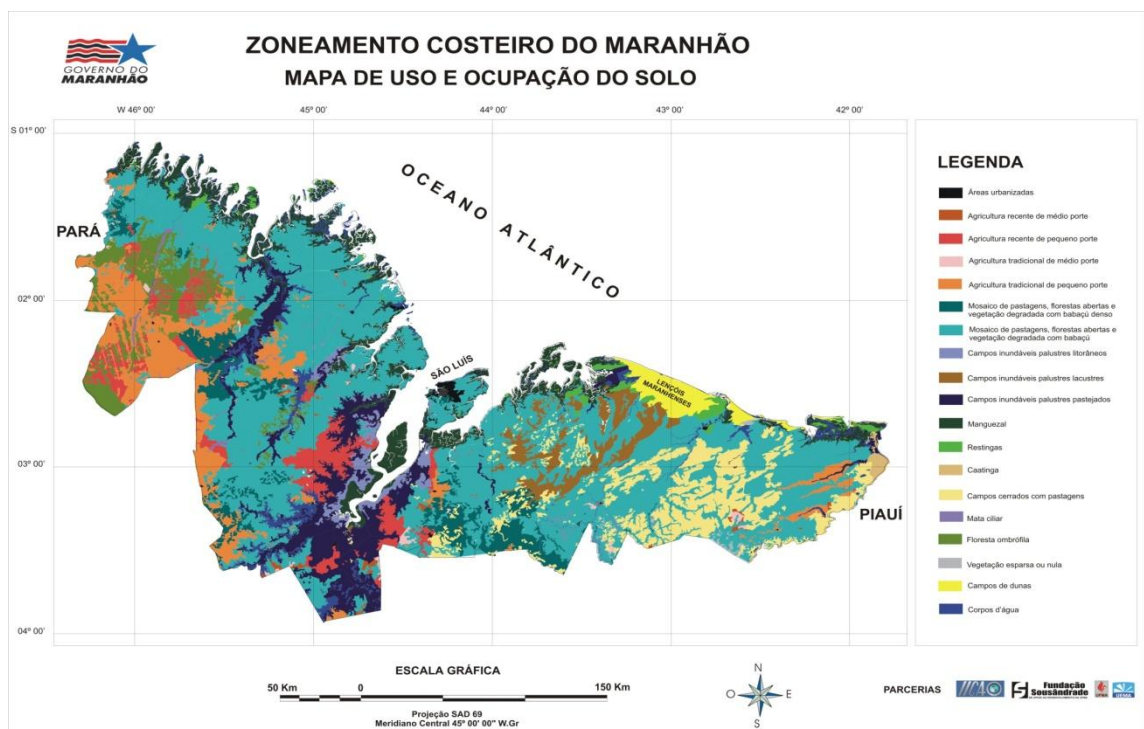 GOVERNO DO
MARANHÃO
ZONEAMENTO COSTEIRO DO MARANHÃO
MAPA DE USO E OCUPAÇÃO DO SOLO
W 46º 00'
45º 00'
44º 00'
43º 00'
42º 00'
S 01º 00'
02º 00'
03º 00'
04º 00'
PARÁ
OCEANO ATLÂNTICO
SÃO LUÍS
LENÇÓIS
MARANHENSES
PIAUÍ
LEGENDA
Áreas urbanizadas
Agricultura recente de médio porte
Agricultura recente de pequeno porte
Agricultura tradicional de médio porte
Agricultura tradicional de pequeno porte
Mosaico de pastagens, florestas abertas e
vegetação degradada com babaçú denso
Mosaico de pastagens, florestas abertas e
vegetação degradada com babaçú
Campos inundáveis palustres litorâneos
Campos inundáveis palustres lacustres
Campos inundáveis palustres pastejados
Manguezal
Restingas
Caatinga
Campos cerrados com pastagens
Mata ciliar
Floresta ombrófila
Vegetação esparsa ou nula
Campos de dunas
Corpos d'água
ESCALA GRÁFICA
50 Km
0
150 Km
Projeção SAD 69
Meridiano Central 45º 00' 00" W.Gr
N
O
E
S
PARCERIAS
Fundação
Sousândrade
UFMA
UEMA